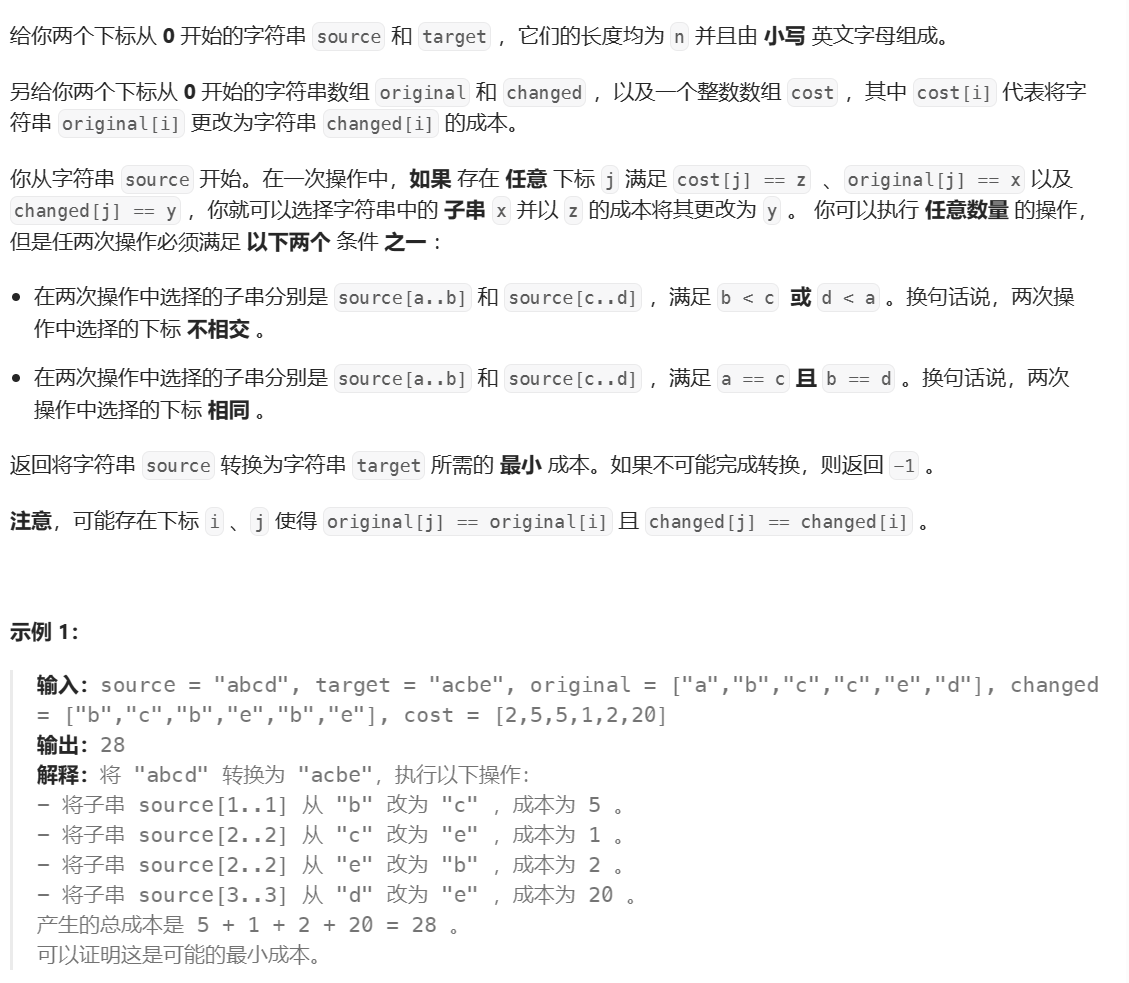 给你两个下标从 0 开始的字符串 source 和 target ，它们的长度均为 n 并且由 小写 英文字母组成。
另给你两个下标从 0 开始的字符串数组 original 和 changed ，以及一个整数数组 cost ，其中 cost[i] 代表将字
符串 original[i] 更改为字符串 changed[i] 的成本。
你从字符串 source 开始。在一次操作中，如果 存在 任意 下标 j 满足 cost[j] == z 、original[j] == x 以及
changed[j] == y ，你就可以选择字符串中的 子串 x 并以 z 的成本将其更改为 y 。 你可以执行 任意数量 的操作，
但是任两次操作必须满足 以下两个 条件 之一 ：
• 在两次操作中选择的子串分别是 source[a..b] 和 source[c..d] ，满足 b < c 或 d < a 。换句话说，两次操
作中选择的下标 不相交 。
• 在两次操作中选择的子串分别是 source[a..b] 和 source[c..d] ，满足 a == c 且 b == d 。换句话说，两次
操作中选择的下标 相同 。
返回将字符串 source 转换为字符串 target 所需的 最小 成本。如果不可能完成转换，则返回 -1 。
注意，可能存在下标 i 、j 使得 original[j] == original[i] 且 changed[j] == changed[i] 。
示例 1：
输入：source = "abcd", target = "acbe", original = ["a","b","c","c","e","d"], changed
= ["b","c","b","e","b","e"], cost = [2,5,5,1,2,20]
输出：28
解释：将 "abcd" 转换为 "acbe"，执行以下操作：
- 将子串 source[1..1] 从 "b" 改为 "c" ，成本为 5 。
- 将子串 source[2..2] 从 "c" 改为 "e" ，成本为 1 。
- 将子串 source[2..2] 从 "e" 改为 "b" ，成本为 2 。
- 将子串 source[3..3] 从 "d" 改为 "e" ，成本为 20 。
产生的总成本是 5 + 1 + 2 + 20 = 28 。
可以证明这是可能的最小成本。